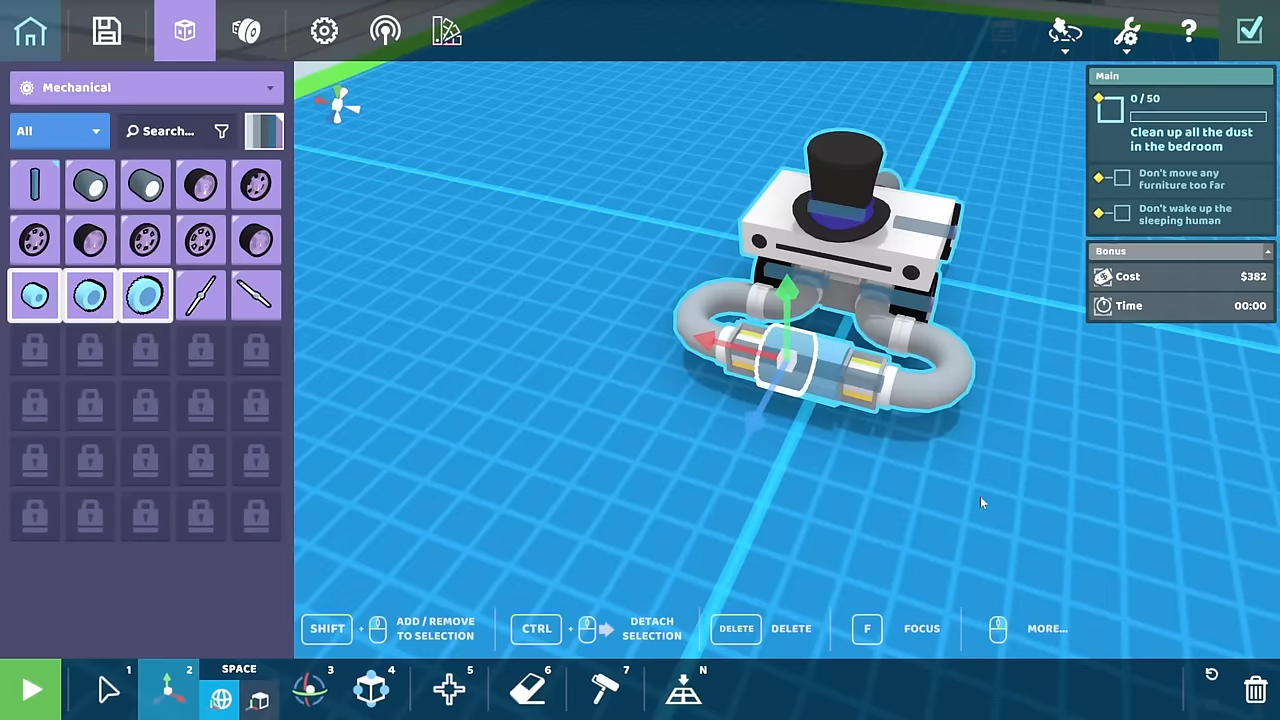 Mechanical
All
Search...
Main
0 / 50
Clean up all the dust
in the bedroom
Don't move any
furniture too far
Don't wake up the
sleeping human
Bonus
Cost
$382
Time
00:00
SHIFT
+
ADD / REMOVE
TO SELECTION
CTRL
+
DETACH
SELECTION
DELETE
DELETE
F
FOCUS
MORE...
1
2
SPACE
3
4
5
6
7
N
?